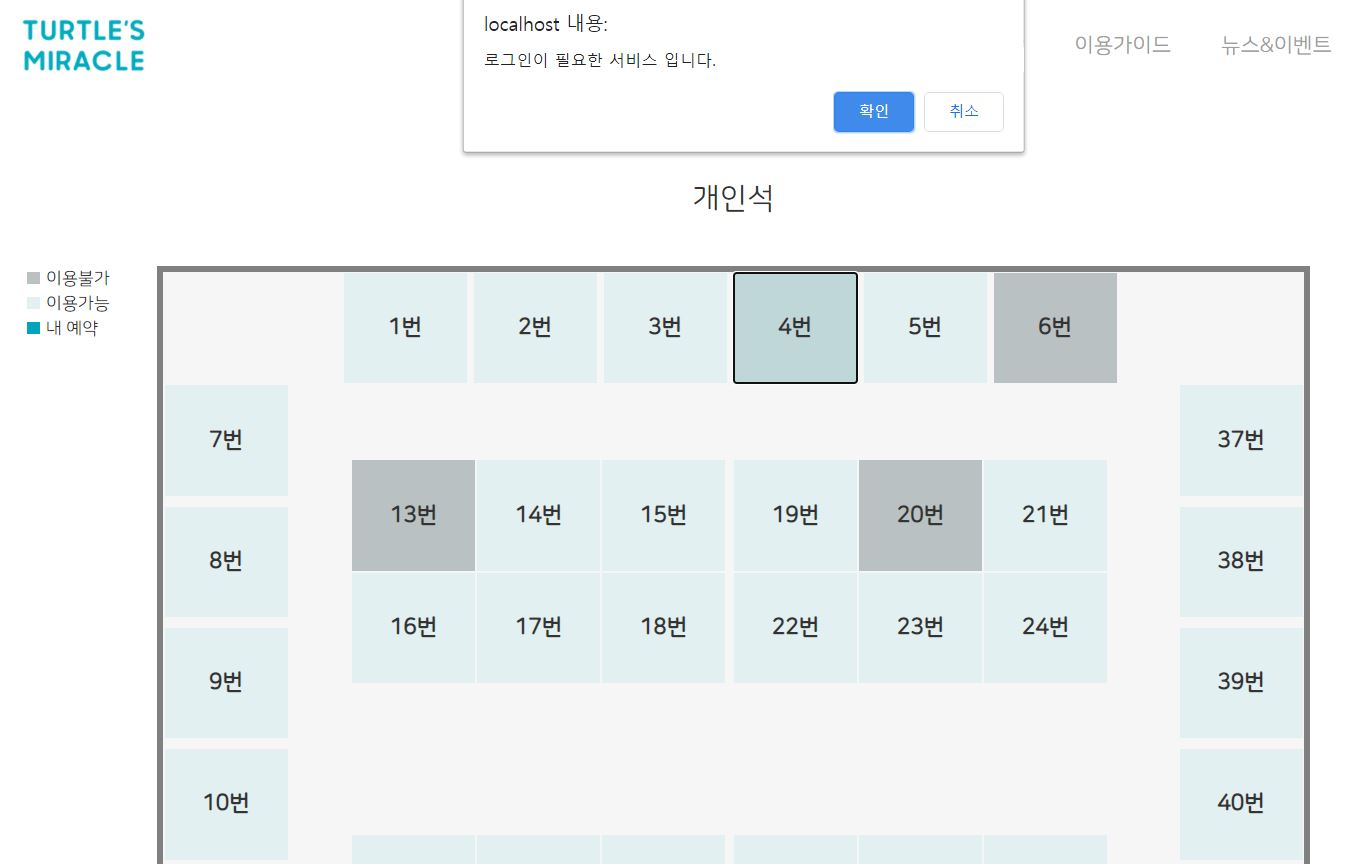 TURTLE'S
MIRACLE
localhost 내용:
로그인이 필요한 서비스 입니다.
확인
취소
이용가이드
뉴스&이벤트
개인석
이용불가
이용가능
내 예약
1번
2번
3번
4번
5번
6번
7번
37번
13번
14번
15번
19번
20번
21번
8번
38번
16번
17번
18번
22번
23번
24번
9번
39번
10번
40번